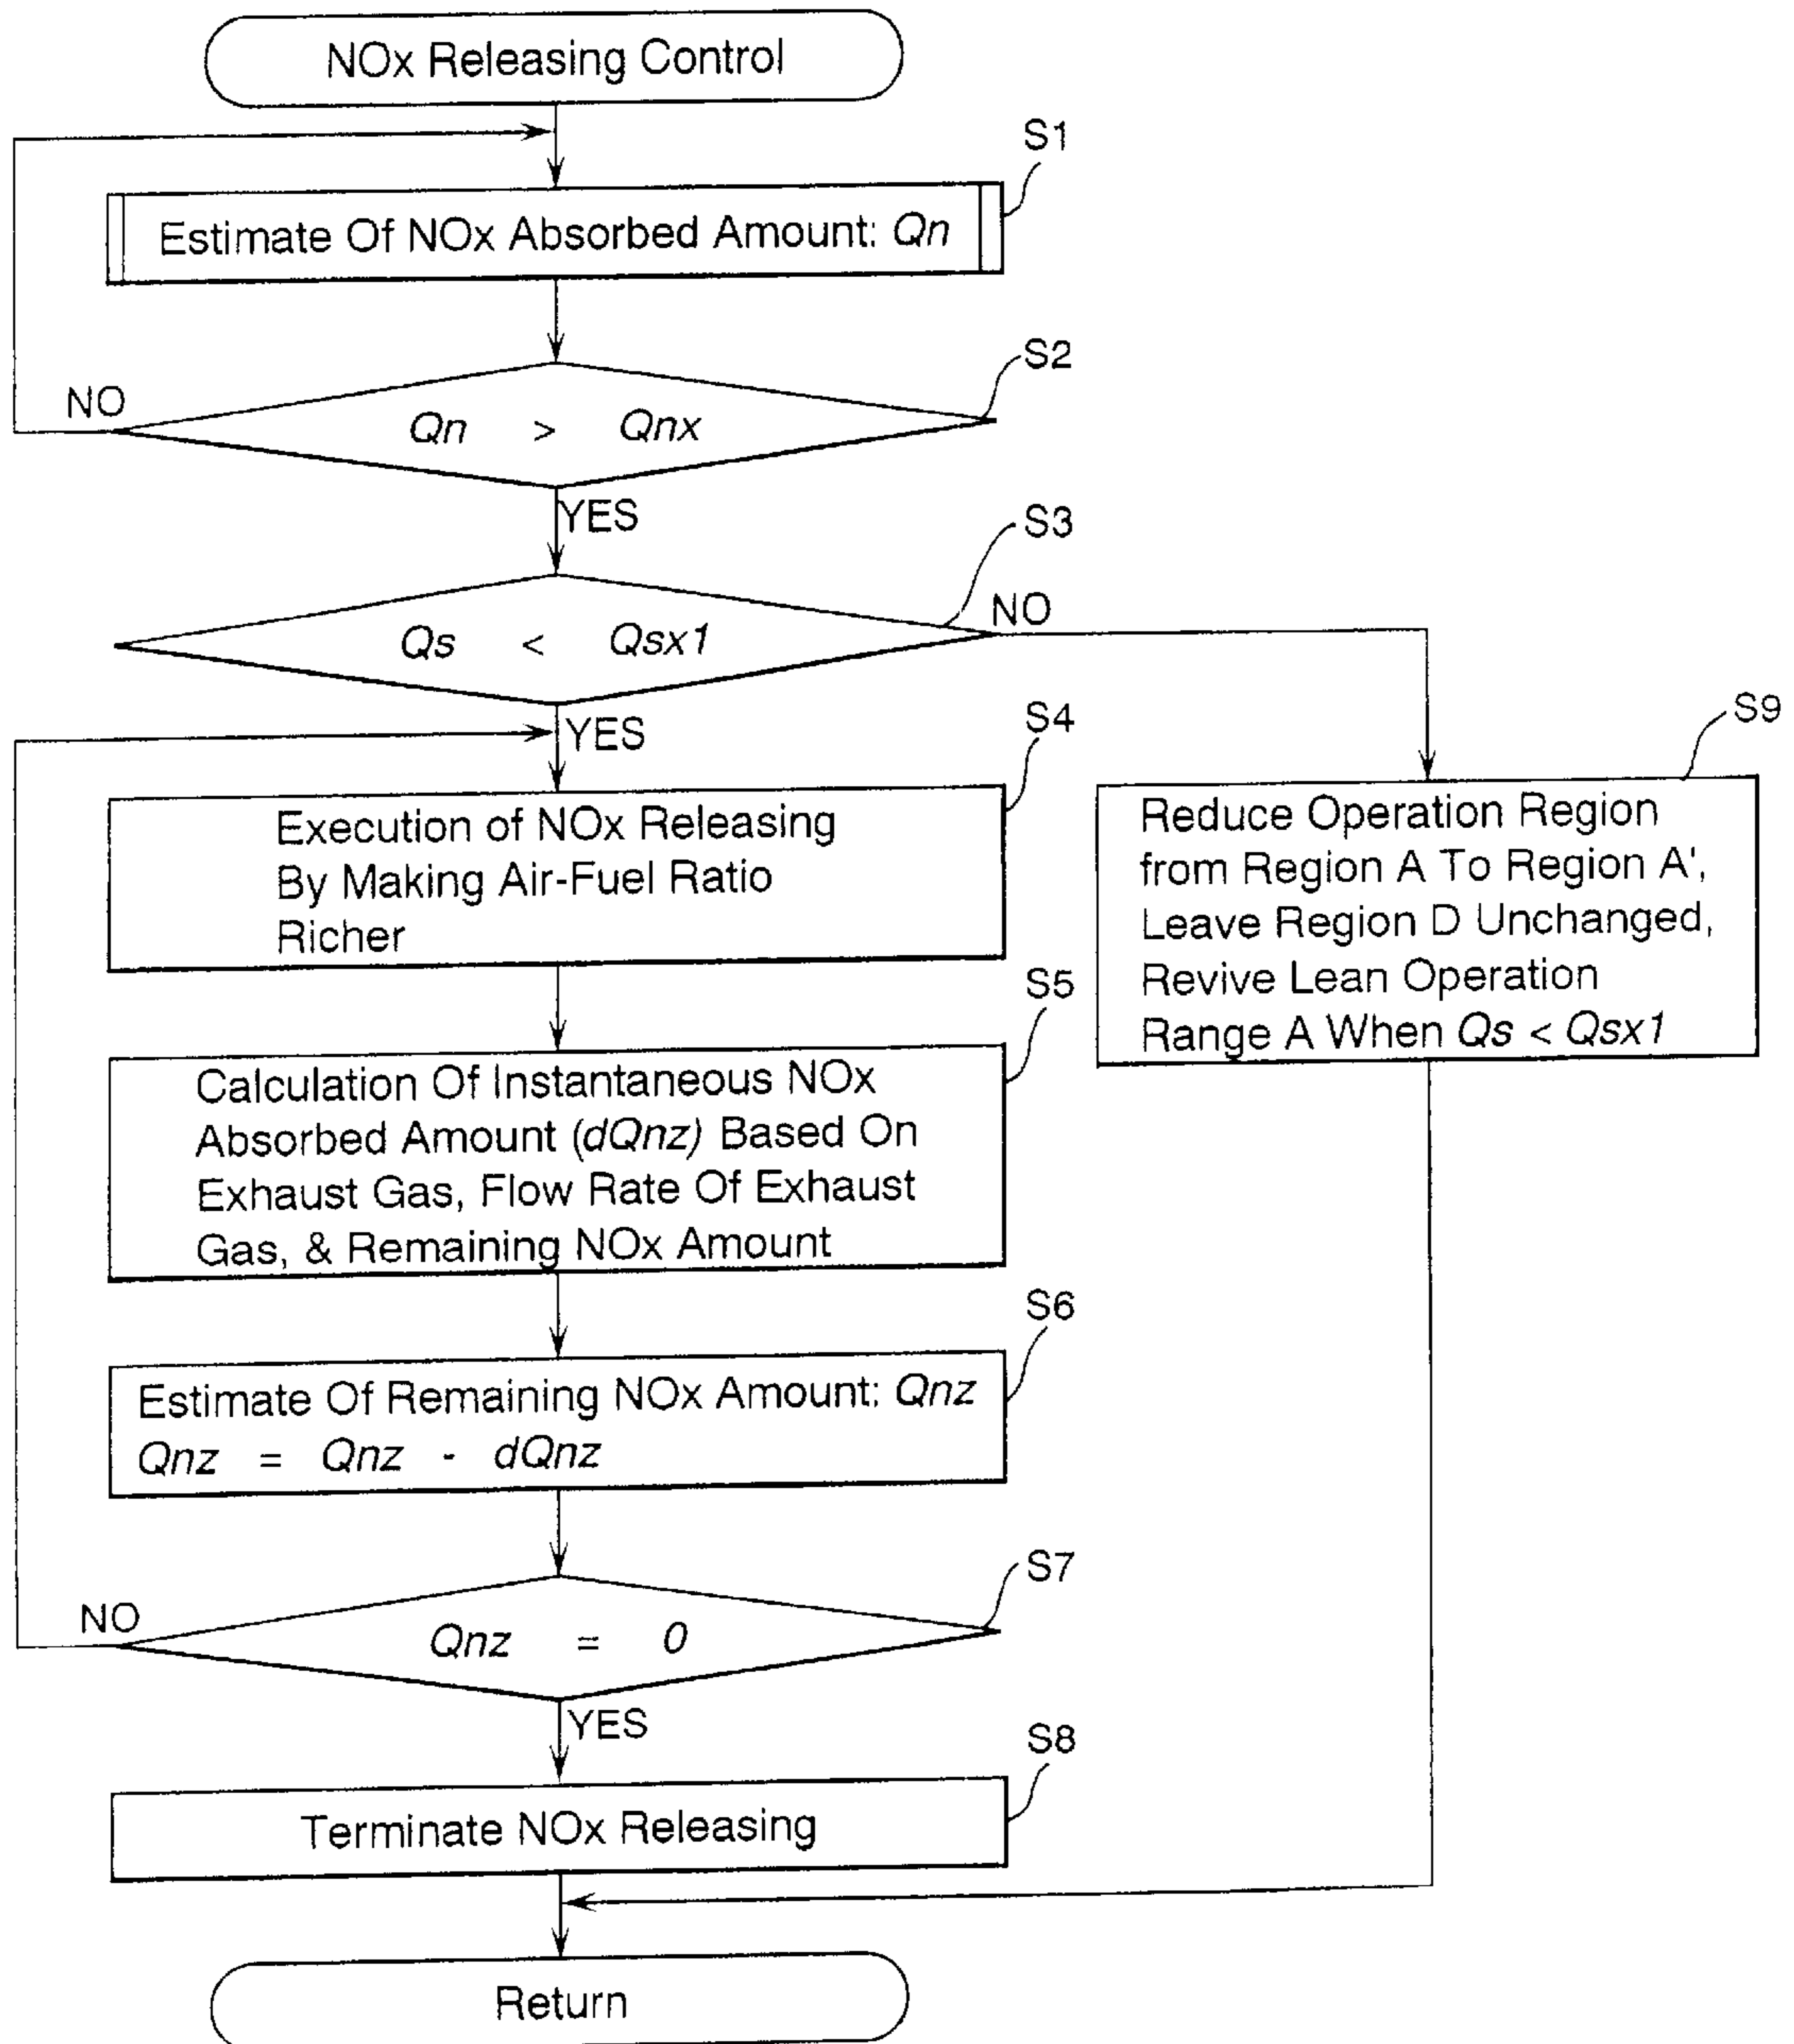 NOx Releasing Control
S1
Estimate Of NOx Absorbed Amount: Qn
S2
NO
Qn > Qnx
YES
S3
NO
Qs < Qsx1
YES
S4
Execution of NOx Releasing
By Making Air-Fuel Ratio
Richer
S9
Reduce Operation Region
from Region A To Region A',
Leave Region D Unchanged,
Revive Lean Operation
Range A When Qs < Qsx1
S5
Calculation Of Instantaneous NOx
Absorbed Amount (dQnz) Based On
Exhaust Gas, Flow Rate Of Exhaust
Gas, & Remaining NOx Amount
S6
Estimate Of Remaining NOx Amount: Qnz
Qnz = Qnz - dQnz
S7
NO
Qnz = 0
YES
S8
Terminate NOx Releasing
Return